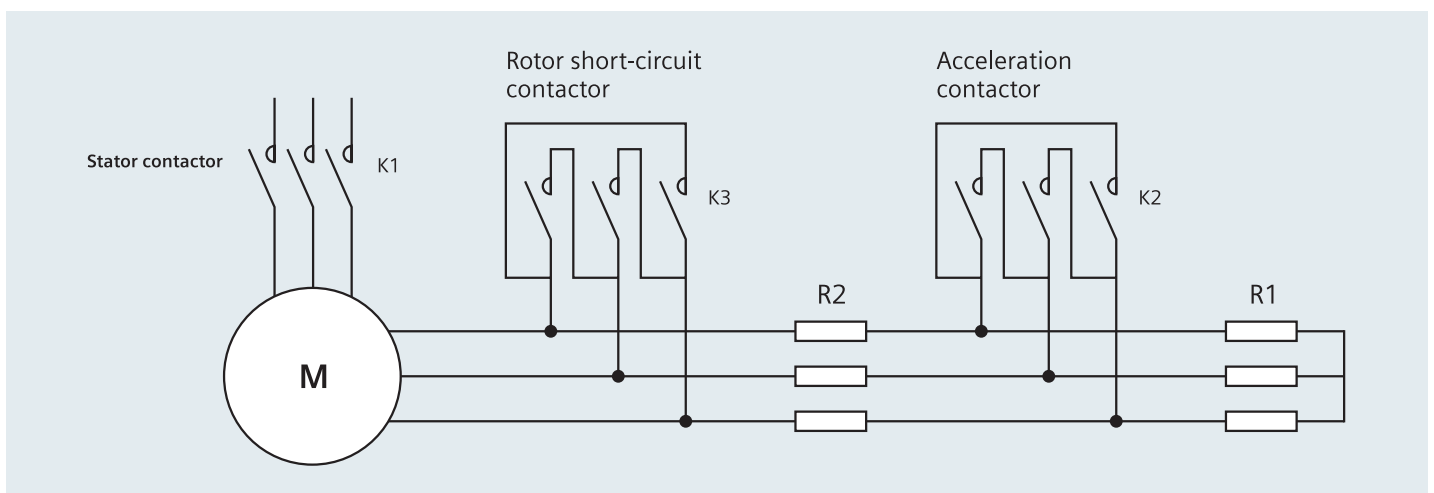 Rotor short-circuit
contactor
Acceleration
contactor
Stator contactor
K1
K3
K2
R2
R1
M